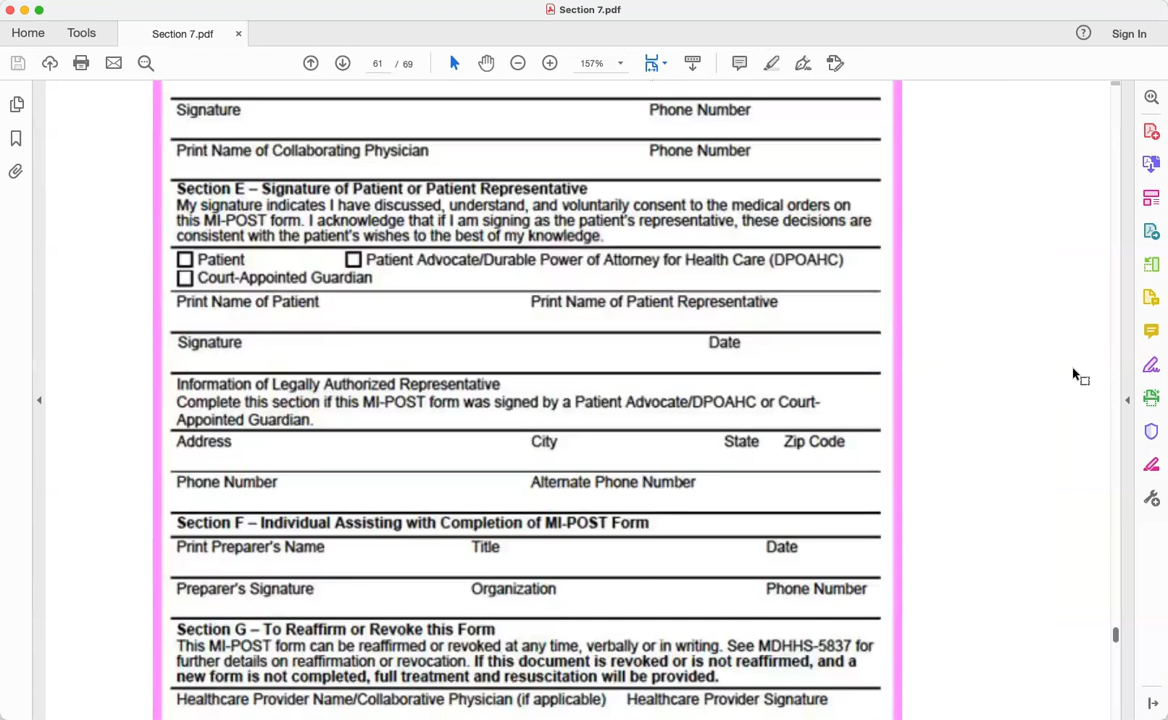 Section 7.pdf
Home Tools Section 7.pdf × ? Sign In
61 / 69 157%
Signature Phone Number
Print Name of Collaborating Physician Phone Number
Section E – Signature of Patient or Patient Representative
My signature indicates I have discussed, understand, and voluntarily consent to the medical orders on
this MI-POST form. I acknowledge that if I am signing as the patient's representative, these decisions are
consistent with the patient's wishes to the best of my knowledge.
Patient Patient Advocate/Durable Power of Attorney for Health Care (DPOAHC)
Court-Appointed Guardian
Print Name of Patient Print Name of Patient Representative
Signature Date
Information of Legally Authorized Representative
Complete this section if this MI-POST form was signed by a Patient Advocate/DPOAHC or Court-
Appointed Guardian.
Address City State Zip Code
Phone Number Alternate Phone Number
Section F – Individual Assisting with Completion of MI-POST Form
Print Preparer's Name Title Date
Preparer's Signature Organization Phone Number
Section G – To Reaffirm or Revoke this Form
This MI-POST form can be reaffirmed or revoked at any time, verbally or in writing. See MDHHS-5837 for
further details on reaffirmation or revocation. If this document is revoked or is not reaffirmed, and a
new form is not completed, full treatment and resuscitation will be provided.
Healthcare Provider Name/Collaborative Physician (if applicable) Healthcare Provider Signature